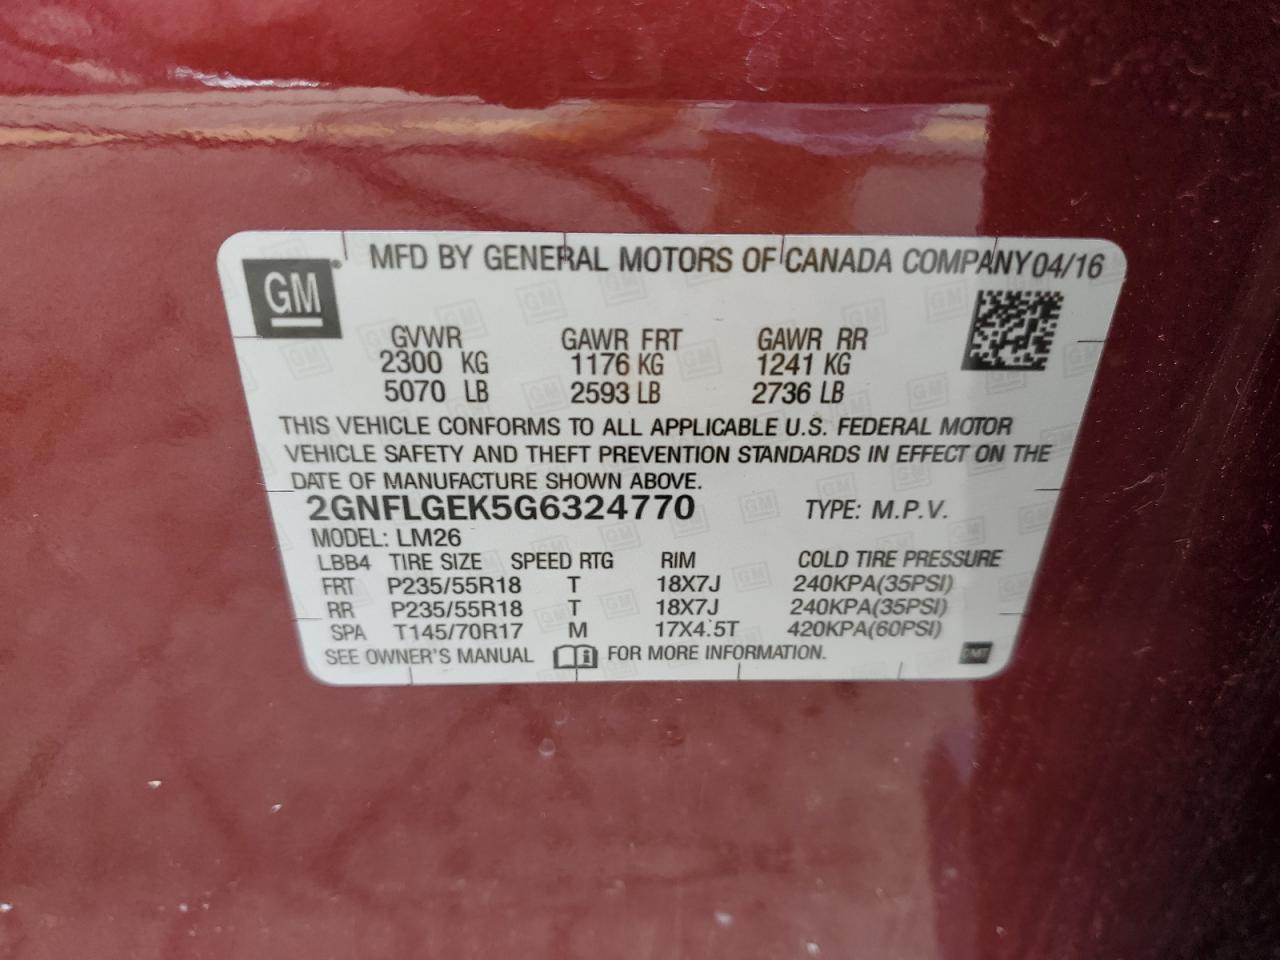 GM®
MFD BY GENERAL MOTORS OF CANADA COMPANY 04/16
GVWR GAWR FRT GAWR RR
2300 KG 1176 KG 1241 KG
5070 LB 2593 LB 2736 LB
THIS VEHICLE CONFORMS TO ALL APPLICABLE U.S. FEDERAL MOTOR
VEHICLE SAFETY AND THEFT PREVENTION STANDARDS IN EFFECT ON THE
DATE OF MANUFACTURE SHOWN ABOVE.
2GNFLGEK5G6324770 TYPE: M.P.V.
MODEL: LM26
LBB4 TIRE SIZE SPEED RTG RIM COLD TIRE PRESSURE
FRT P235/55R18 T 18X7J 240KPA(35PSI)
RR P235/55R18 T 18X7J 240KPA(35PSI)
SPA T145/70R17 M 17X4.5T 420KPA(60PSI)
SEE OWNER'S MANUAL FOR MORE INFORMATION.